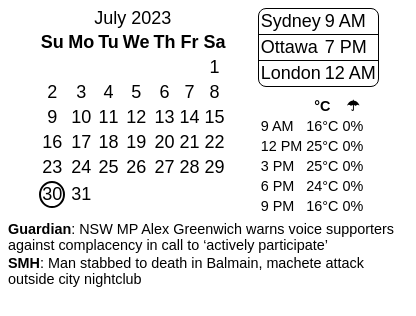 July 2023
Su Mo Tu We Th Fr Sa
1
2 3 4 5 6 7 8
9 10 11 12 13 14 15
16 17 18 19 20 21 22
23 24 25 26 27 28 29
30 31
Sydney 9 AM
Ottawa 7 PM
London 12 AM
°C ☂
9 AM 16°C 0%
12 PM 25°C 0%
3 PM 25°C 0%
6 PM 24°C 0%
9 PM 16°C 0%
Guardian: NSW MP Alex Greenwich warns voice supporters
against complacency in call to ‘actively participate’
SMH: Man stabbed to death in Balmain, machete attack
outside city nightclub